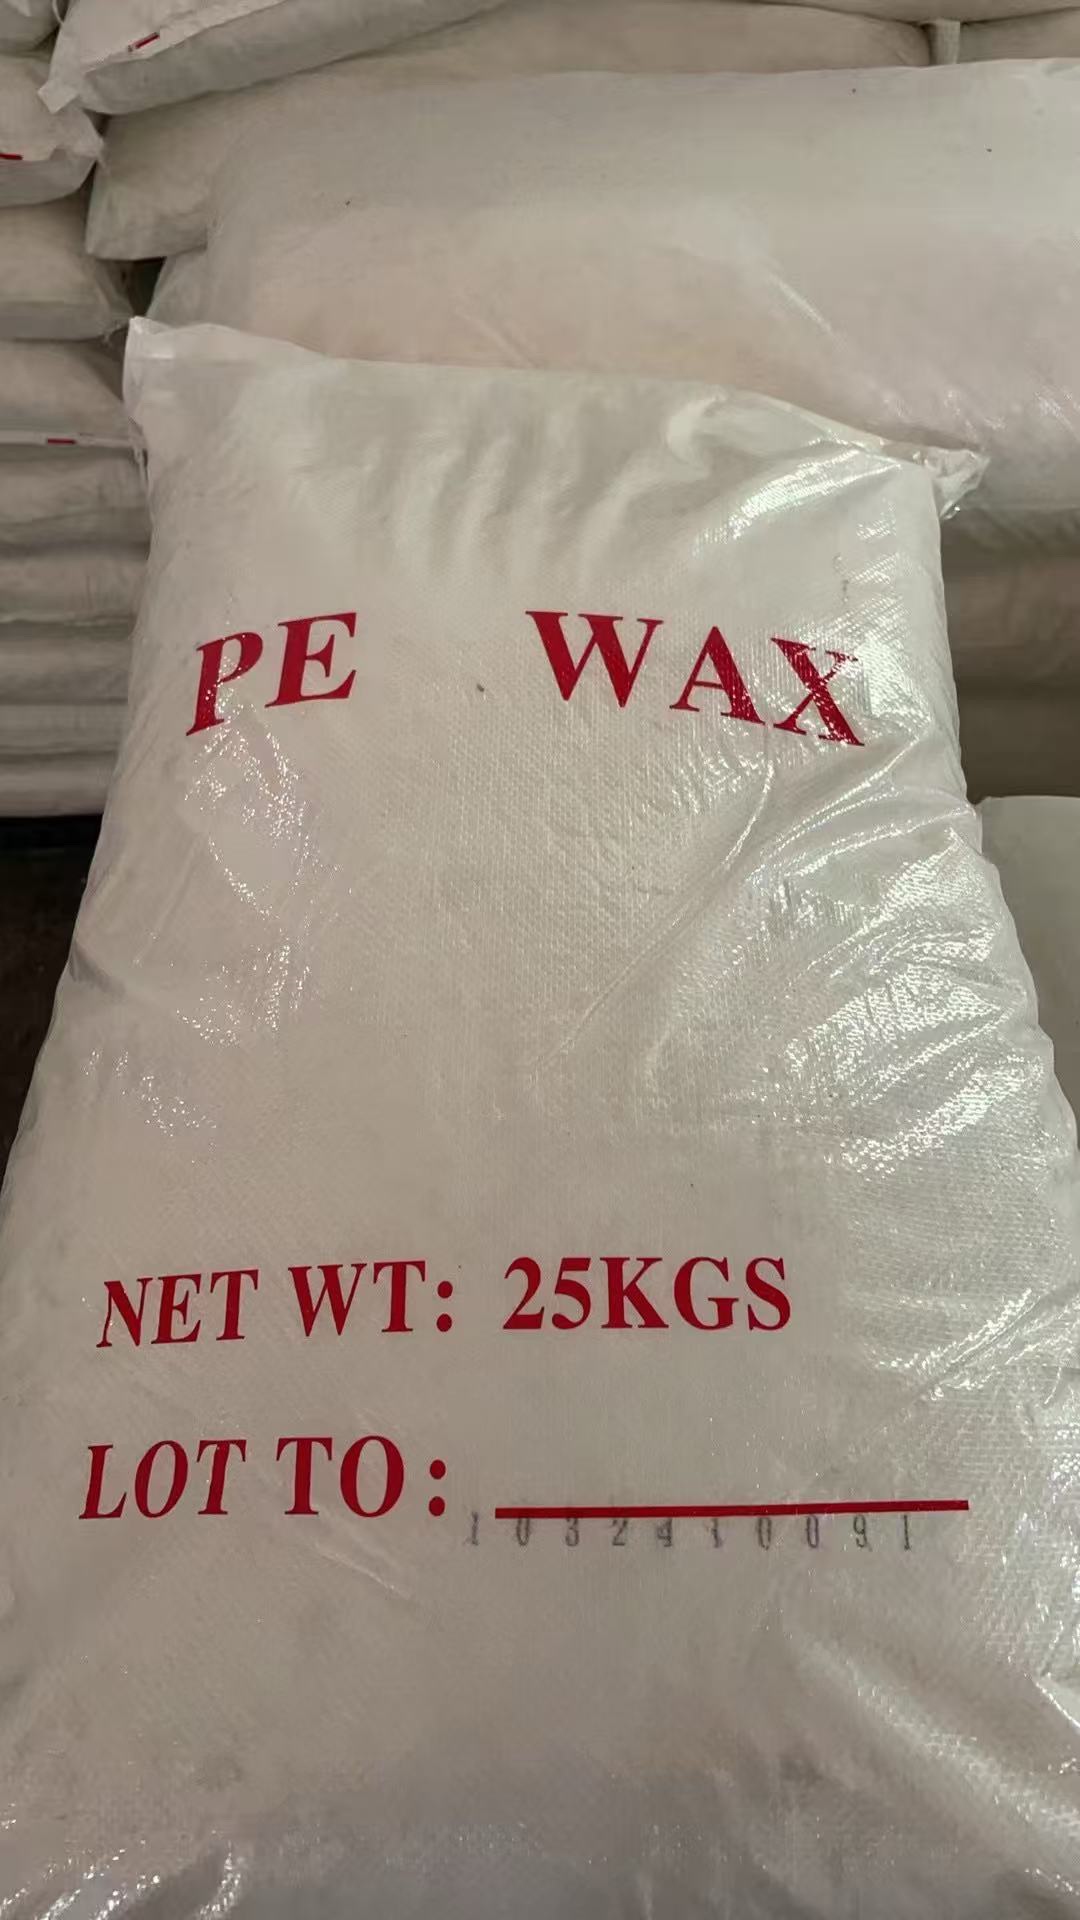 PE WAX
NET WT: 25KGS
LOT TO:
1032410091